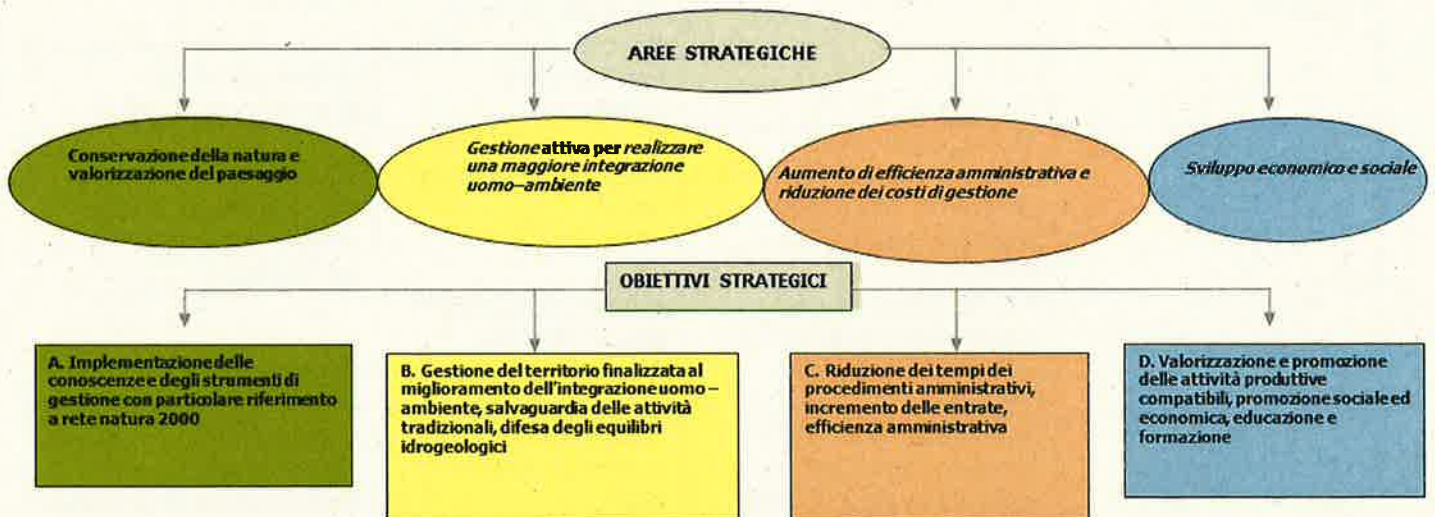 AREE STRATEGICHE
Conservazione della natura e
valorizzazione del paesaggio
Gestione attiva per realizzare
una maggiore integrazione
uomo–ambiente
Aumento di efficienza amministrativa e
riduzione dei costi di gestione
Sviluppo economico e sociale
OBIETTIVI STRATEGICI
A. Implementazione delle
conoscenze e degli strumenti di
gestione con particolare riferimento
a rete natura 2000
B. Gestione del territorio finalizzata al
miglioramento dell'integrazione uomo –
ambiente, salvaguardia delle attività
tradizionali, difesa degli equilibri
idrogeologici
C. Riduzione dei tempi dei
procedimenti amministrativi,
incremento delle entrate,
efficienza amministrativa
D. Valorizzazione e promozione
delle attività produttive
compatibili, promozione sociale ed
economica, educazione e
formazione